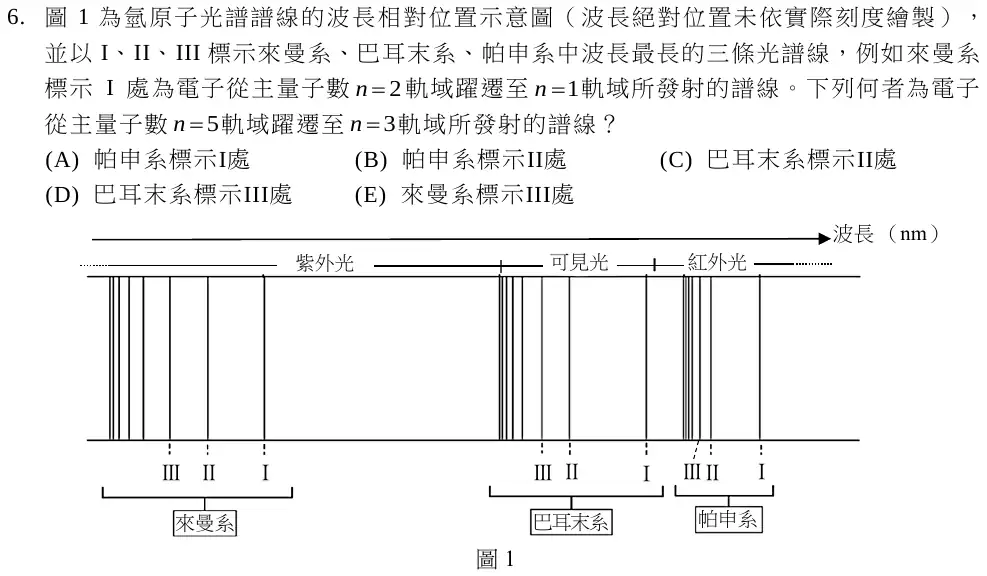 6. 圖 1 為氫原子光譜譜線的波長相對位置示意圖（波長絕對位置未依實際刻度繪製），
並以 I、II、III 標示來曼系、巴耳末系、帕申系中波長最長的三條光譜線，例如來曼系
標示 I 處為電子從主量子數 n=2 軌域躍遷至 n=1 軌域所發射的譜線。下列何者為電子
從主量子數 n=5 軌域躍遷至 n=3 軌域所發射的譜線？
(A) 帕申系標示I處 (B) 帕申系標示II處 (C) 巴耳末系標示II處
(D) 巴耳末系標示III處 (E) 來曼系標示III處
波長（nm）
紫外光 可見光 紅外光
III II I III II I III II I
來曼系 巴耳末系 帕申系
圖 1